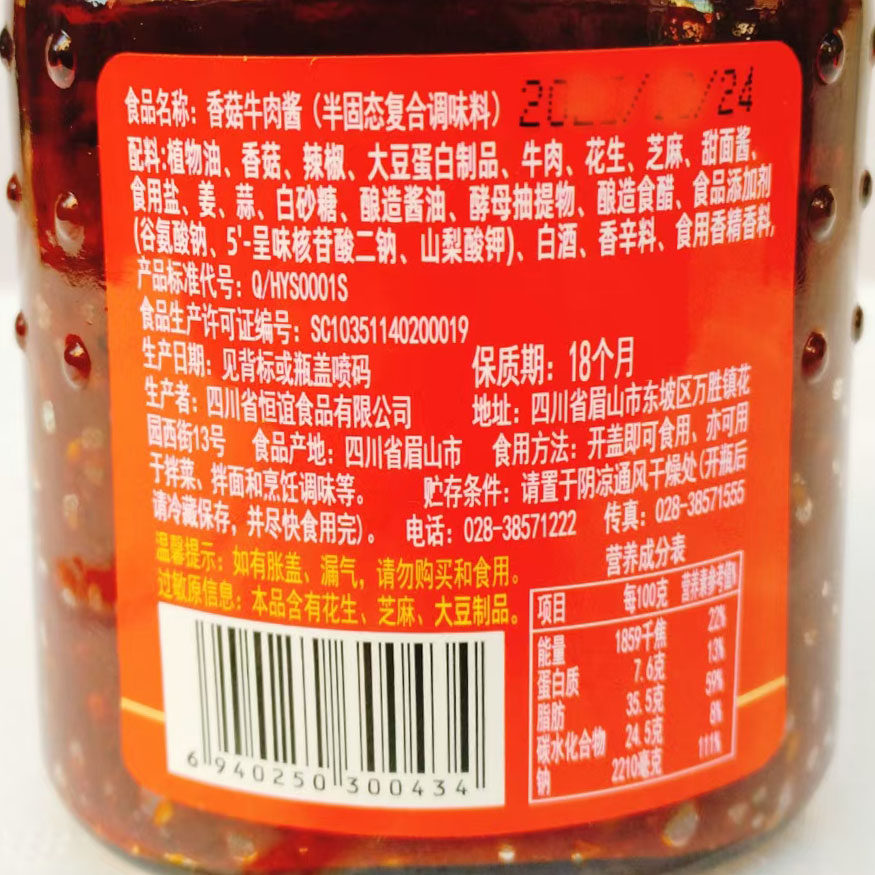 食品名称：香菇牛肉酱（半固态复合调味料）
配料:植物油、香菇、辣椒、大豆蛋白制品、牛肉、花生、芝麻、甜面酱、
食用盐、姜、蒜、白砂糖、酿造酱油、酵母抽提物、酿造食醋、食品添加剂
(谷氨酸钠、5'-呈味核苷酸二钠、山梨酸钾)、白酒、香辛料、食用香精香料,
产品标准代号：Q/HYS0001S
食品生产许可证编号：SC10351140200019
生产日期：见背标或瓶盖喷码 保质期：18个月
生产者：四川省恒谊食品有限公司 地址：四川省眉山市东坡区万胜镇花
园西街13号 食品产地：四川省眉山市 食用方法：开盖即可食用、亦可用
于拌菜、拌面和烹饪调味等。 贮存条件：请置于阴凉通风干燥处(开瓶后
请冷藏保存，并尽快食用完)。 电话：028-38571222 传真：028-38571555
温馨提示：如有胀盖、漏气，请勿购买和食用。
过敏原信息：本品含有花生、芝麻、大豆制品。
营养成分表
项目 每100克 营养素参考值%
能量 1859千焦 22%
蛋白质 7.6克 13%
脂肪 35.5克 59%
碳水化合物 24.5克 8%
钠 2210毫克 111%
6 940250 300434